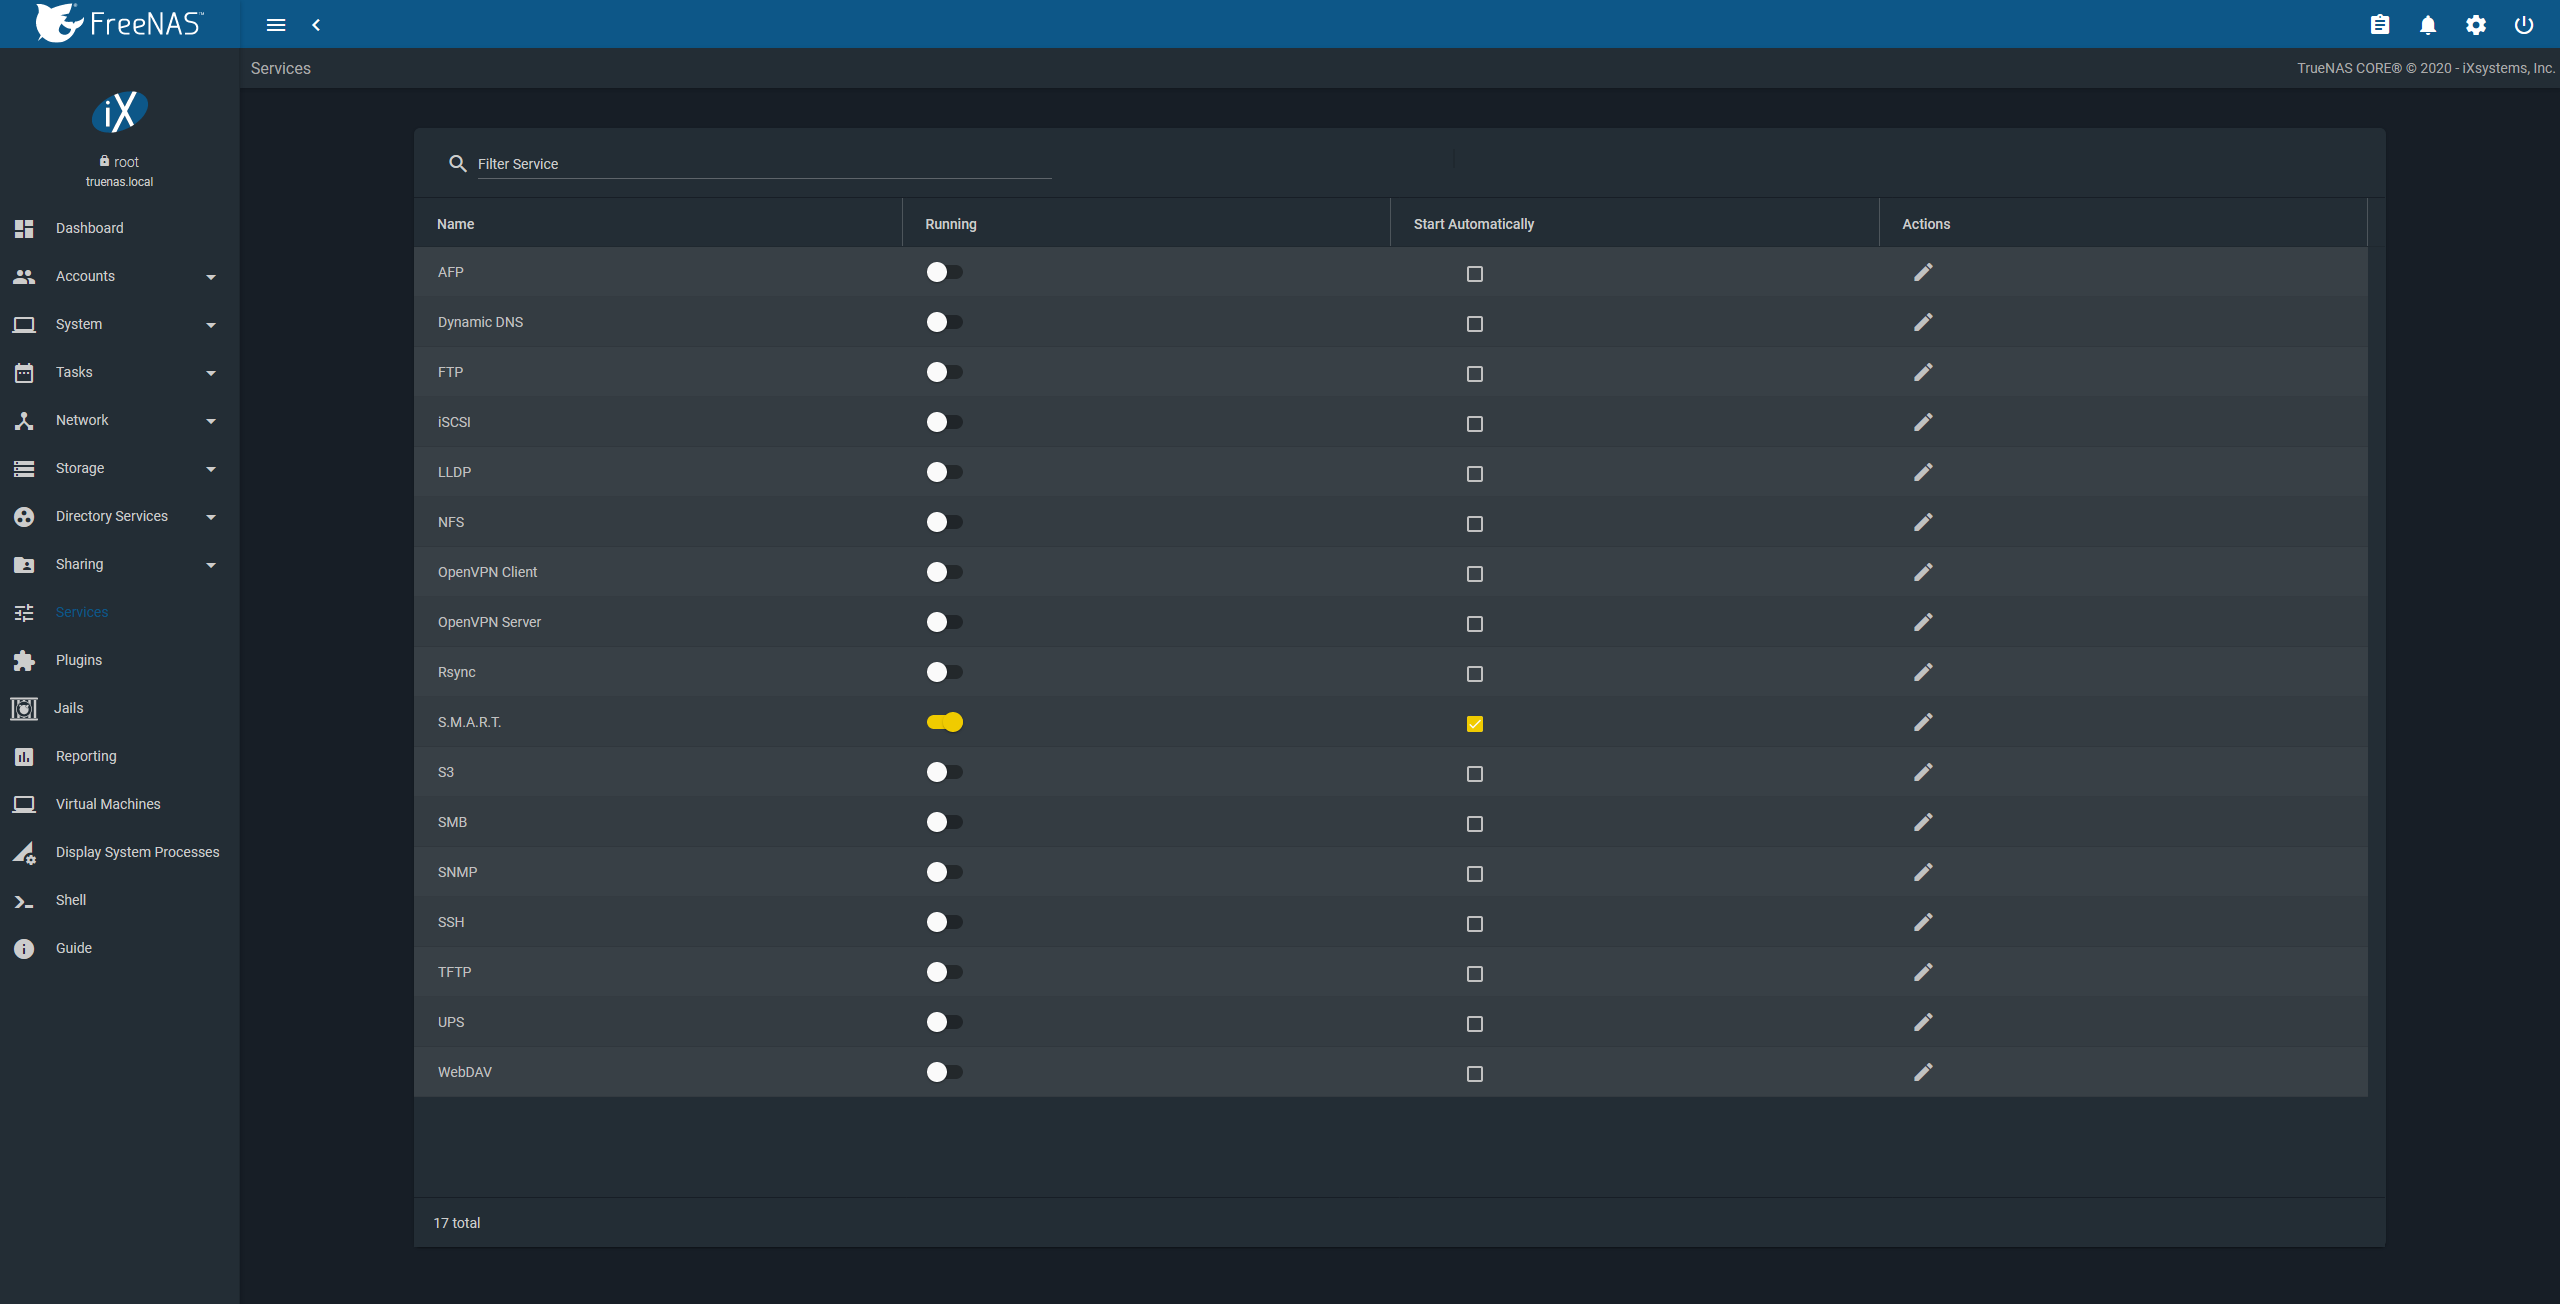 FreeNAS™
Services
TrueNAS CORE® © 2020 - iXsystems, Inc.
iX
root
truenas.local
Dashboard
Accounts
System
Tasks
Network
Storage
Directory Services
Sharing
Services
Plugins
Jails
Reporting
Virtual Machines
Display System Processes
Shell
Guide
Filter Service
Name Running Start Automatically Actions
AFP
Dynamic DNS
FTP
iSCSI
LLDP
NFS
OpenVPN Client
OpenVPN Server
Rsync
S.M.A.R.T.
S3
SMB
SNMP
SSH
TFTP
UPS
WebDAV
17 total